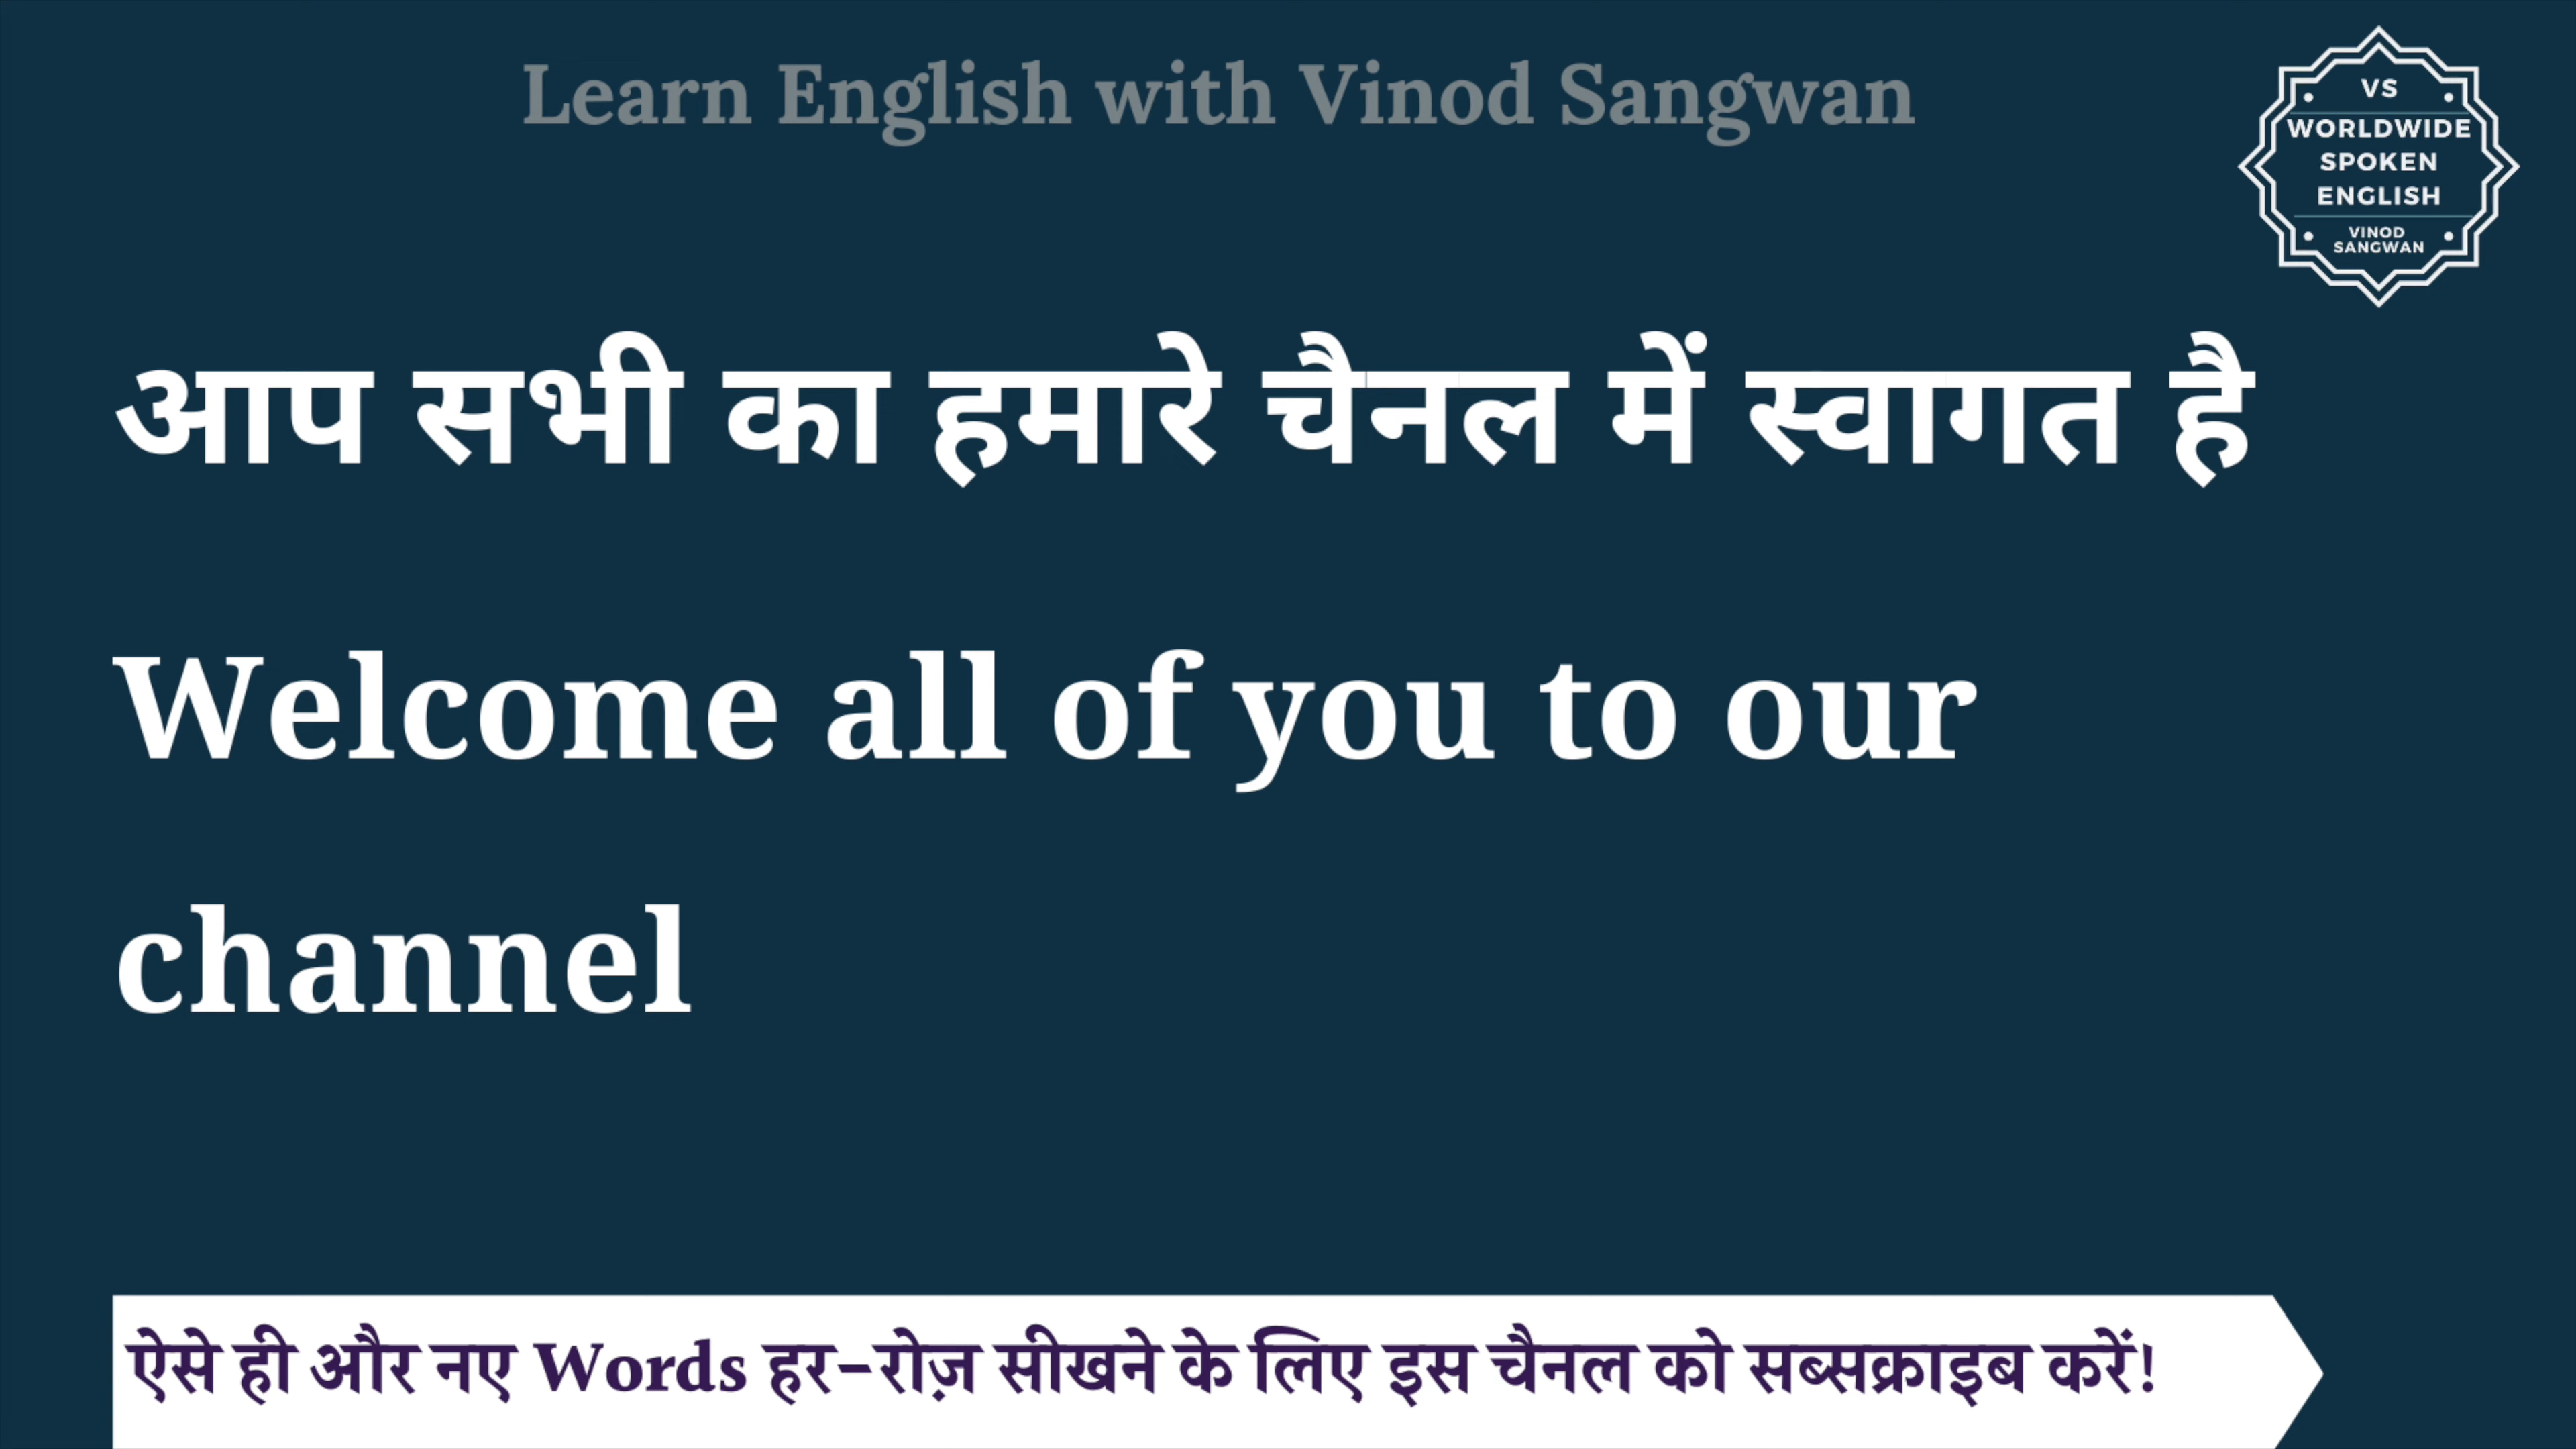 Learn English with Vinod Sangwan
VS
WORLDWIDE
SPOKEN
ENGLISH
VINOD
SANGWAN
आप सभी का हमारे चैनल में स्वागत है
Welcome all of you to our
channel
ऐसे ही और नए Words हर-रोज़ सीखने के लिए इस चैनल को सब्सक्राइब करें!